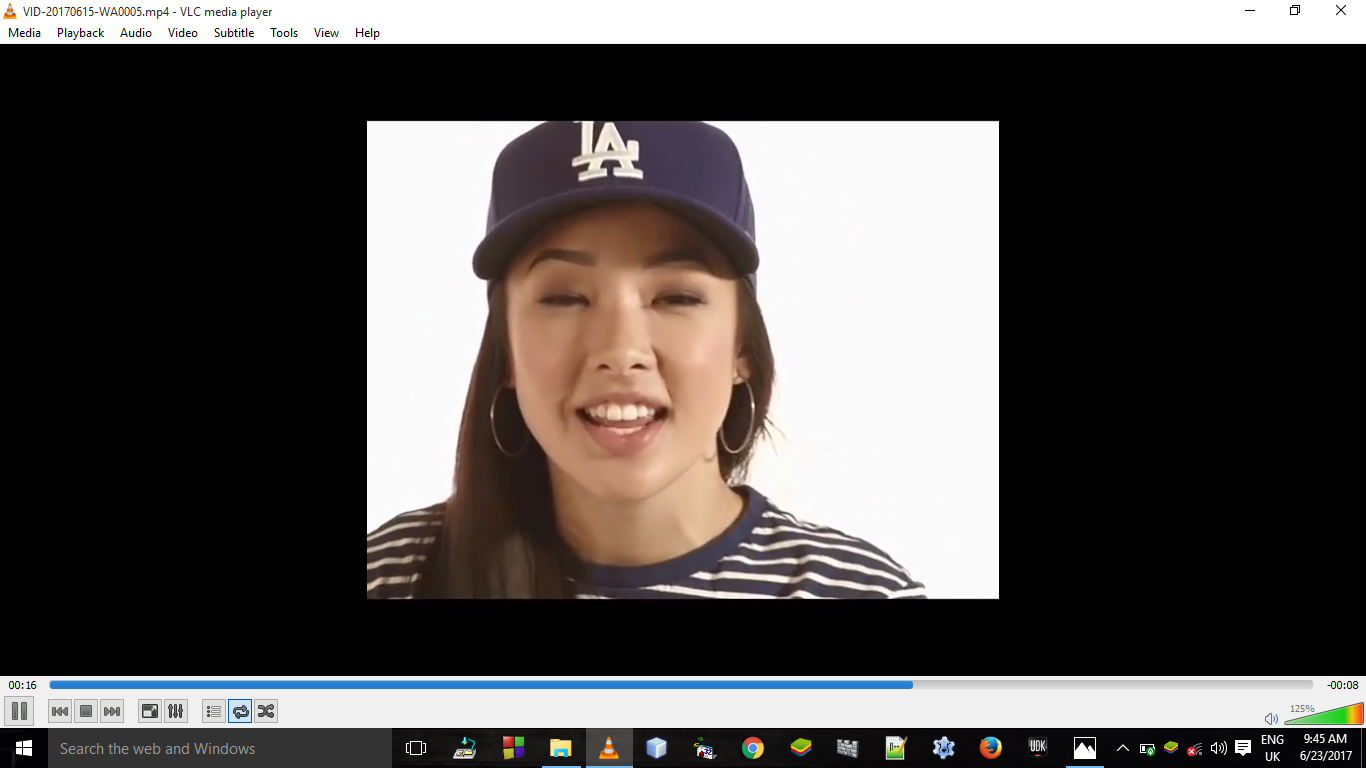 VID-20170615-WA0005.mp4 - VLC media player
Media Playback Audio Video Subtitle Tools View Help
LA
00:16 -00:08
125%
Search the web and Windows
UDK
ENG 9:45 AM
UK 6/23/2017